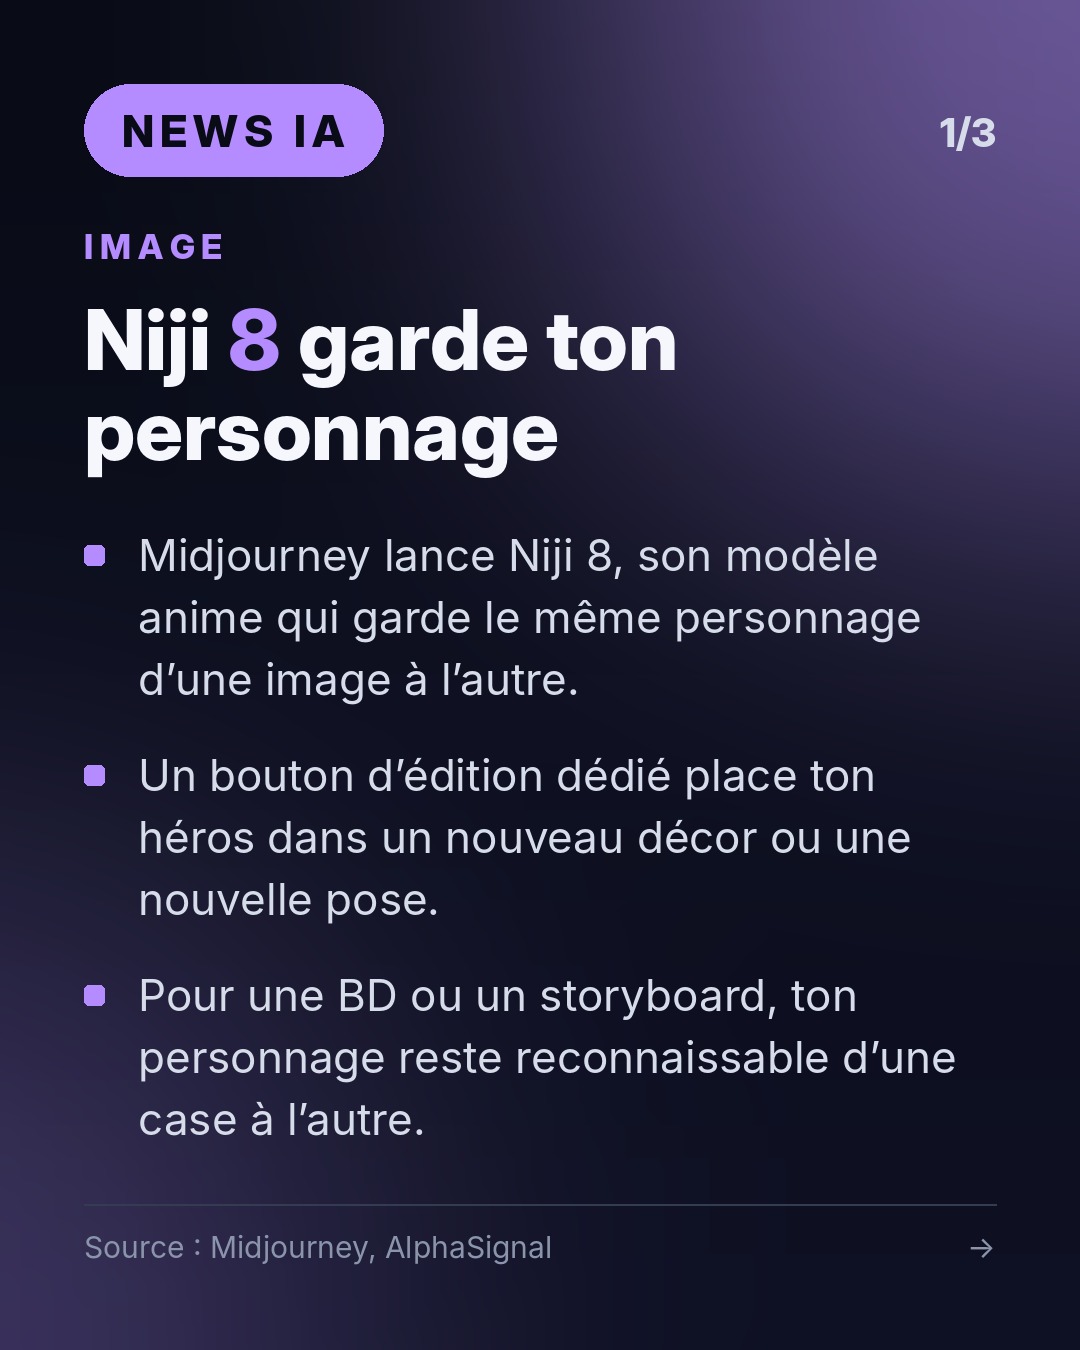 NEWS IA
1/3
IMAGE
Niji 8 garde ton
personnage
Midjourney lance Niji 8, son modèle
anime qui garde le même personnage
d’une image à l’autre.
Un bouton d’édition dédié place ton
héros dans un nouveau décor ou une
nouvelle pose.
Pour une BD ou un storyboard, ton
personnage reste reconnaissable d’une
case à l’autre.
Source : Midjourney, AlphaSignal
→